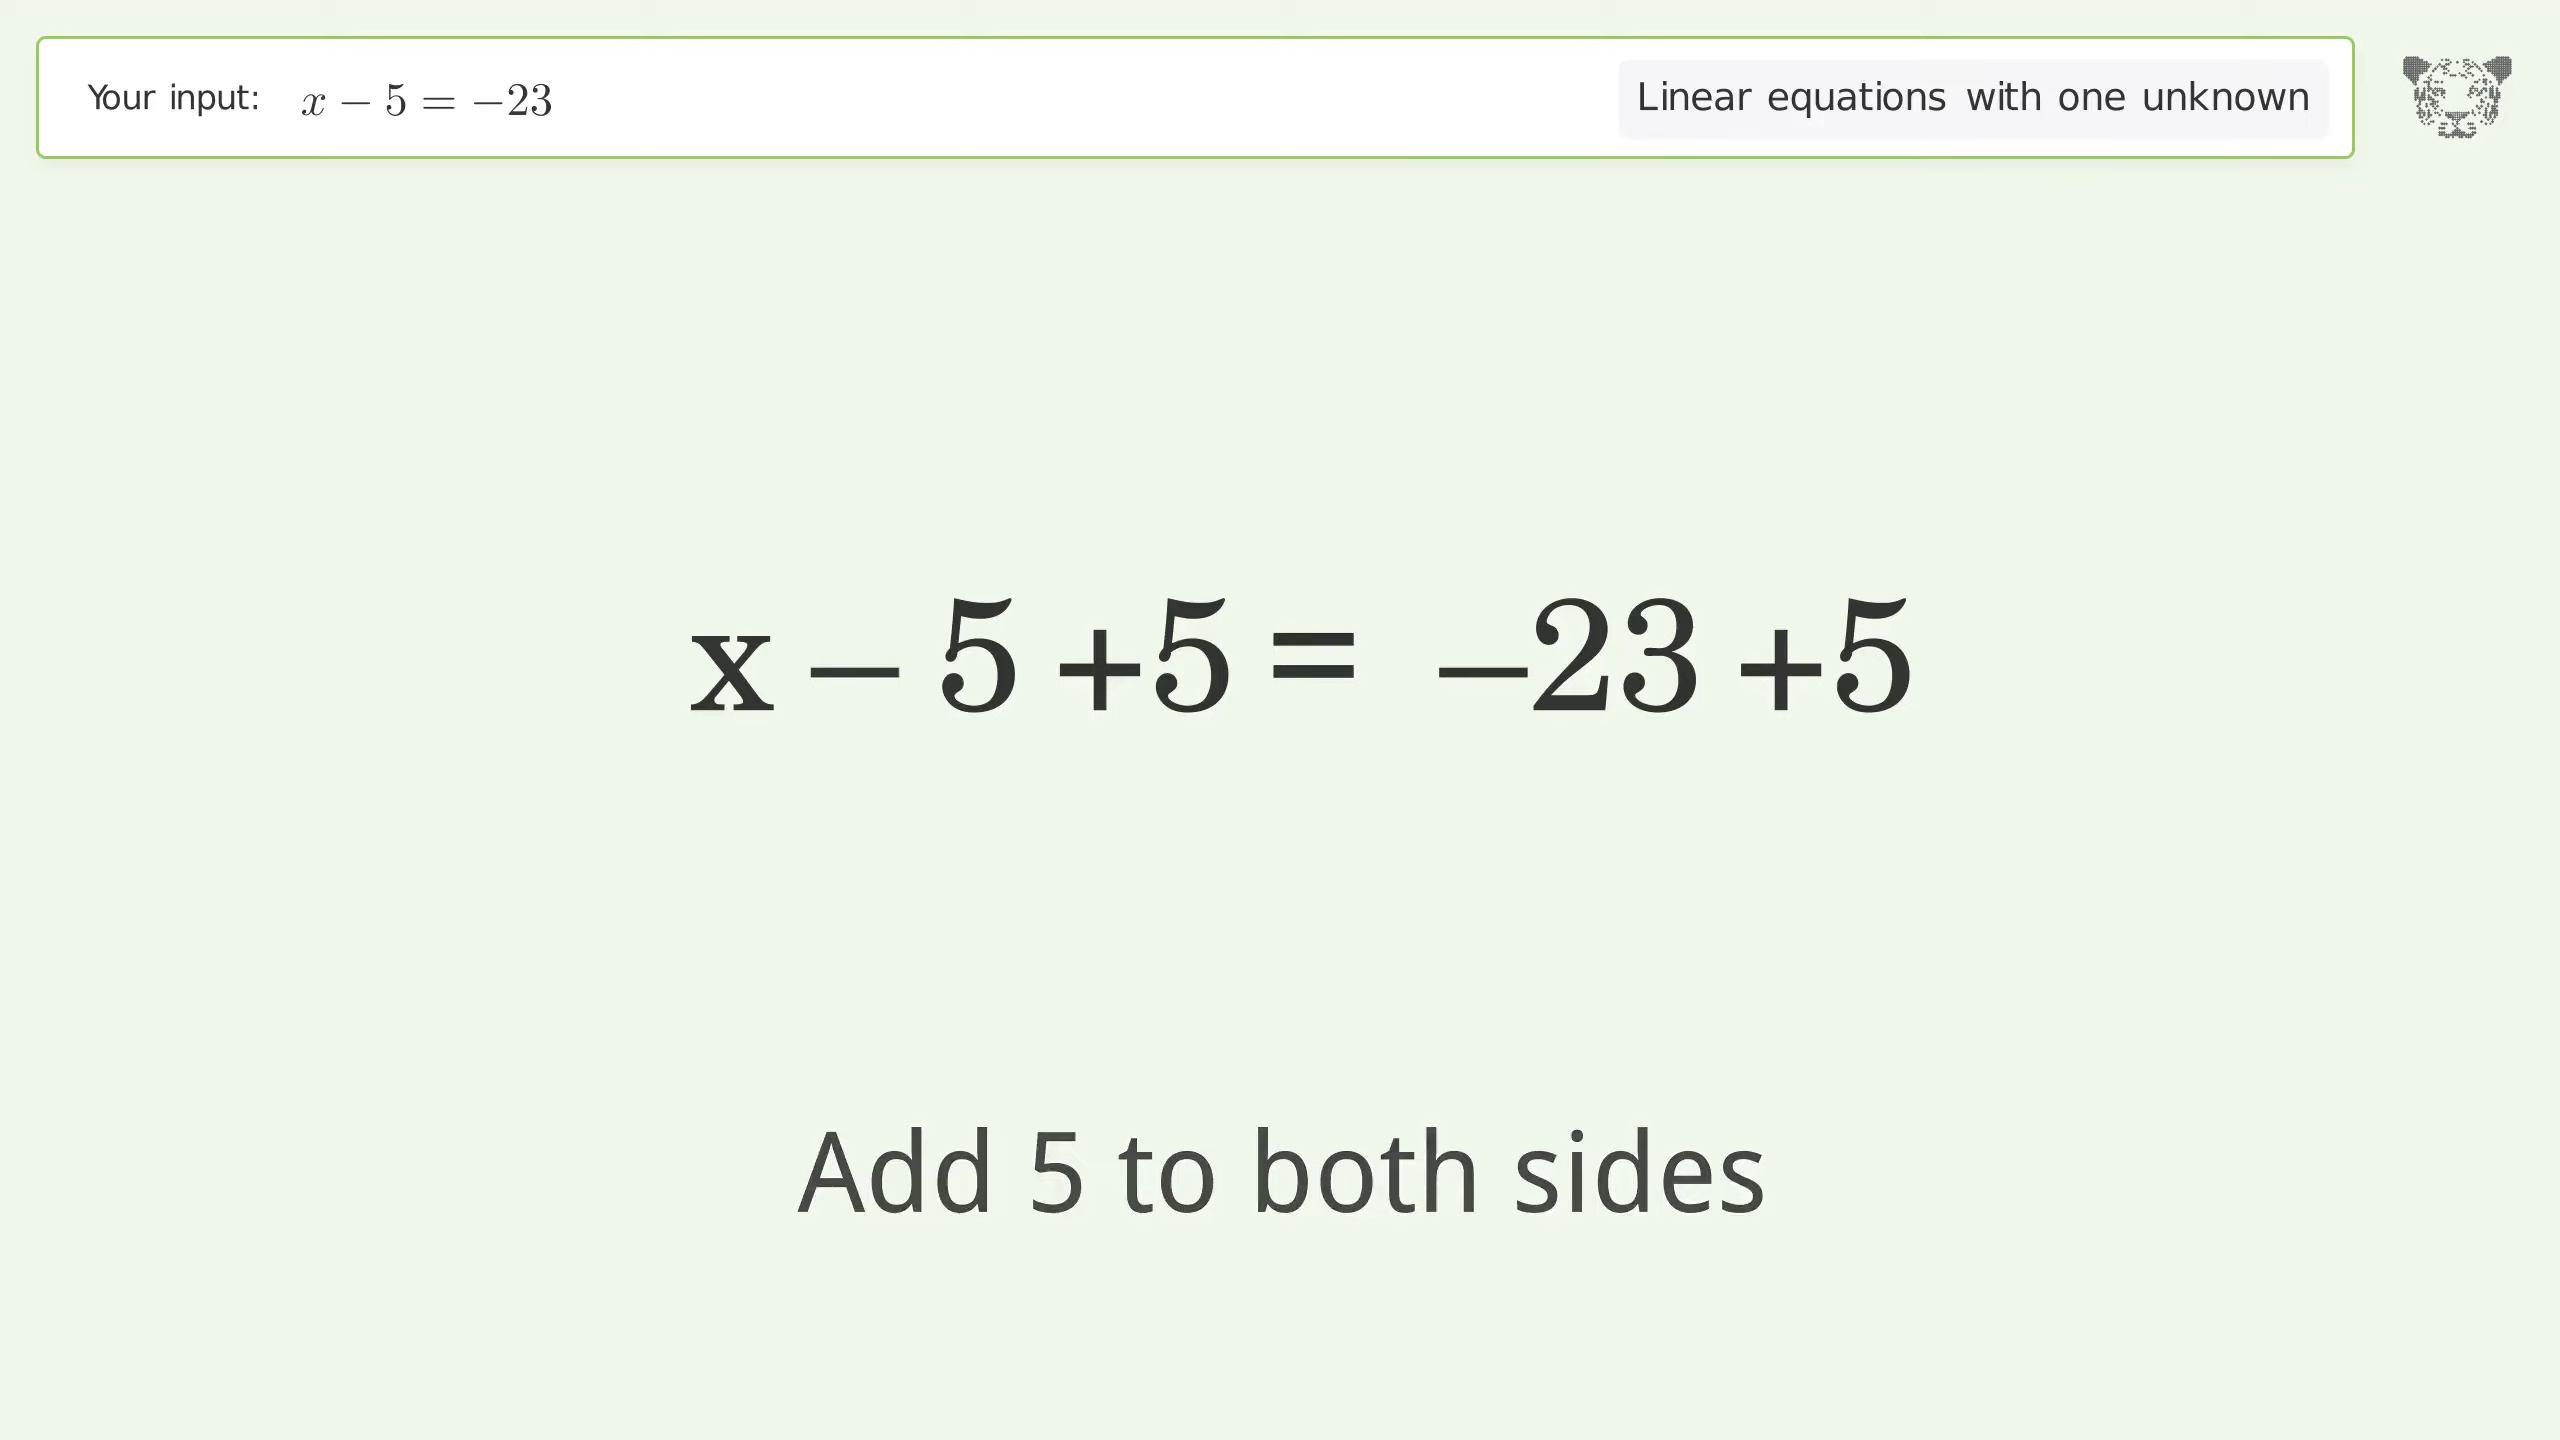 Your input: x − 5 = −23
Linear equations with one unknown
x − 5 +5 = −23 +5
Add 5 to both sides